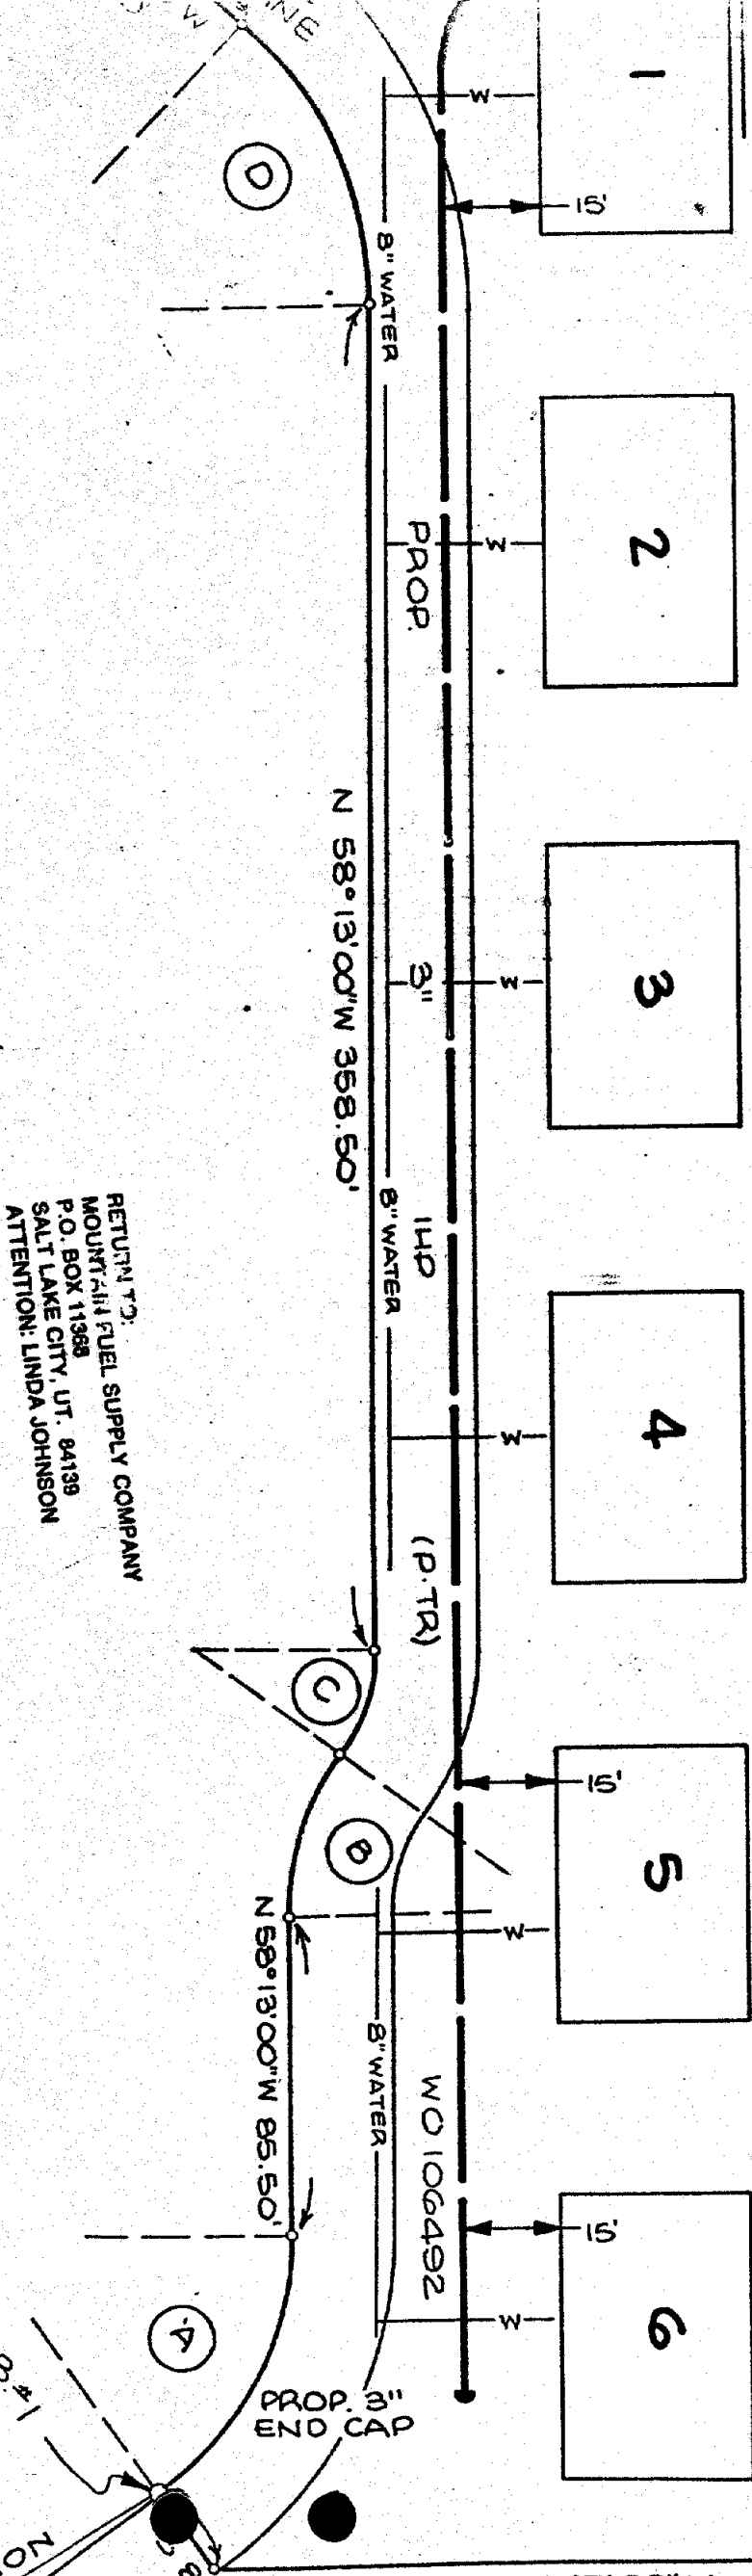 NE
W
1
W
15'
D
8" WATER
2
W
PROP.
N 58°13'00"W 358.50'
3
W
3"
IHP
8" WATER
RETURN TO:
MOUNTAIN FUEL SUPPLY COMPANY
P.O. BOX 11368
SALT LAKE CITY, UT. 84139
ATTENTION: LINDA JOHNSON
4
W
(P.TR)
C
15'
5
B
W
N 58°13'00"W 85.50'
8" WATER
WO 106492
15'
6
W
A
PROP. 3"
END CAP